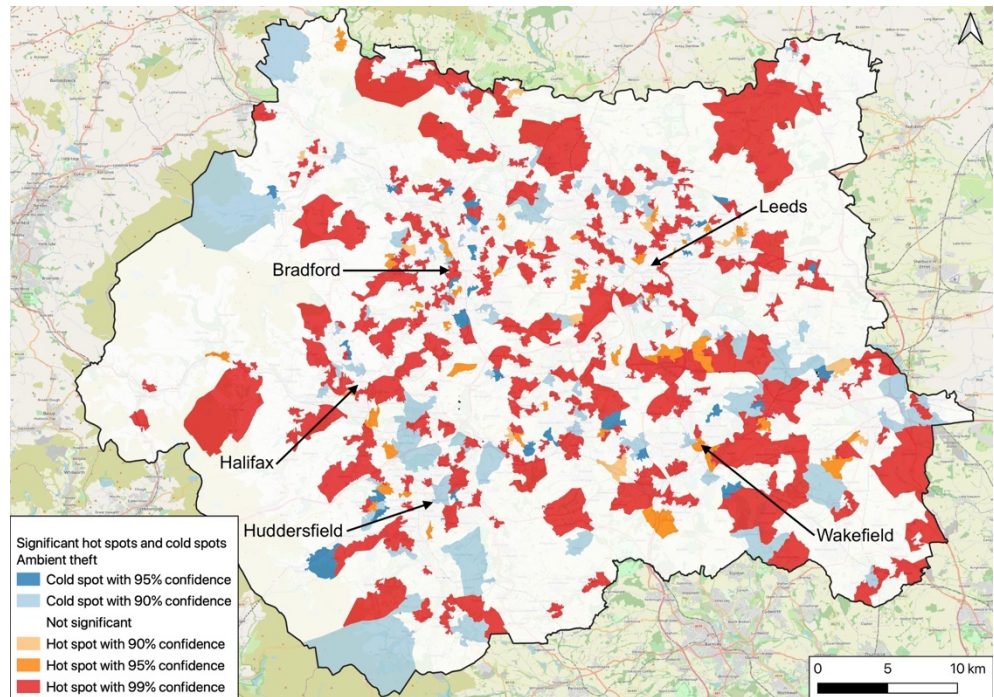 Leeds
Bradford
Halifax
Huddersfield
Wakefield
Significant hot spots and cold spots
Ambient theft
Cold spot with 95% confidence
Cold spot with 90% confidence
Not significant
Hot spot with 90% confidence
Hot spot with 95% confidence
Hot spot with 99% confidence
0 5 10 km